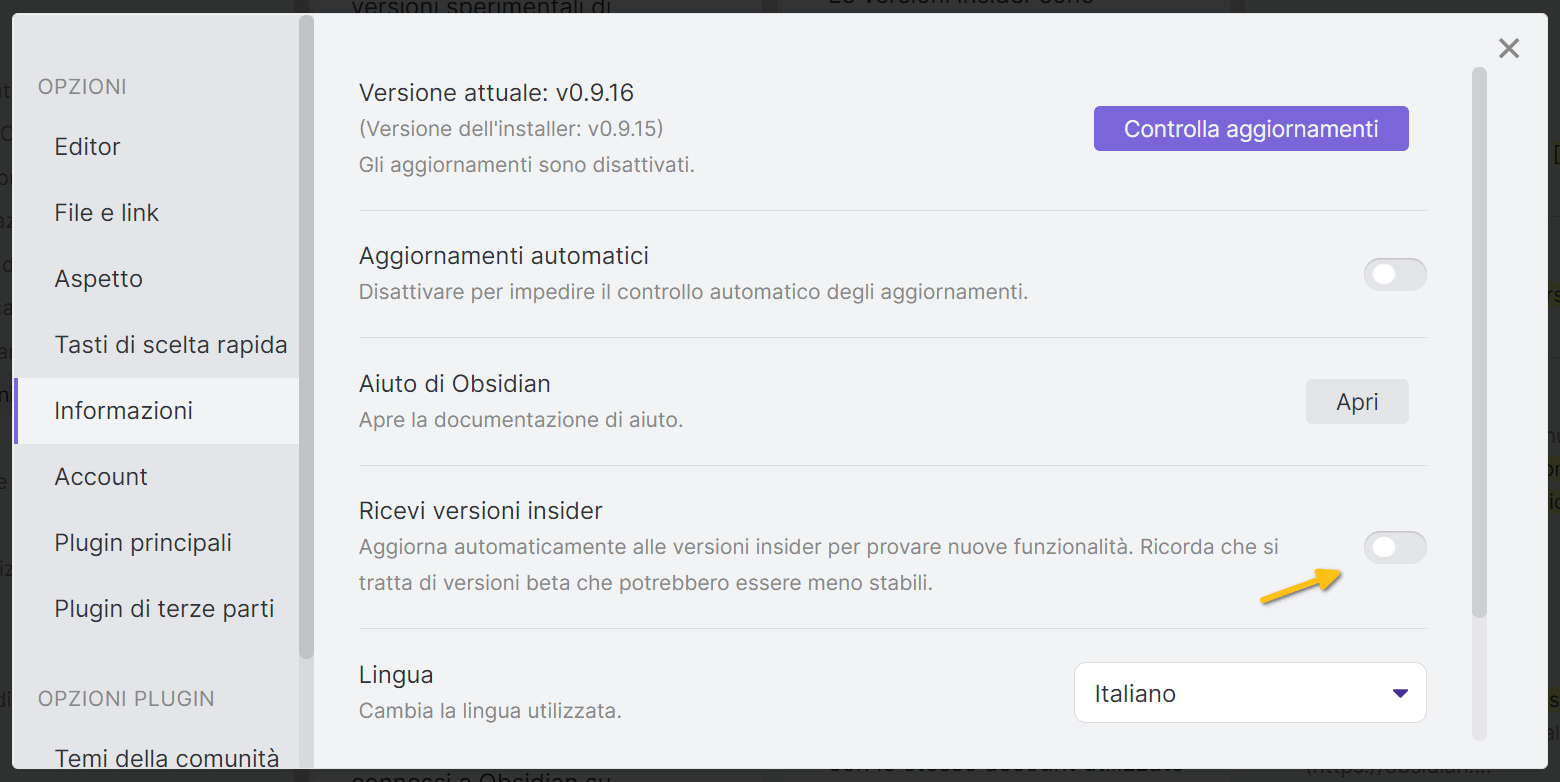 versioni sperimentali di
OPZIONI
Editor
File e link
Aspetto
Tasti di scelta rapida
Informazioni
Account
Plugin principali
Plugin di terze parti
OPZIONI PLUGIN
Temi della comunità
Versione attuale: v0.9.16
(Versione dell'installer: v0.9.15)
Gli aggiornamenti sono disattivati.
Controlla aggiornamenti
Aggiornamenti automatici
Disattivare per impedire il controllo automatico degli aggiornamenti.
Aiuto di Obsidian
Apre la documentazione di aiuto.
Apri
Ricevi versioni insider
Aggiorna automaticamente alle versioni insider per provare nuove funzionalità. Ricorda che si
tratta di versioni beta che potrebbero essere meno stabili.
Lingua
Cambia la lingua utilizzata.
Italiano